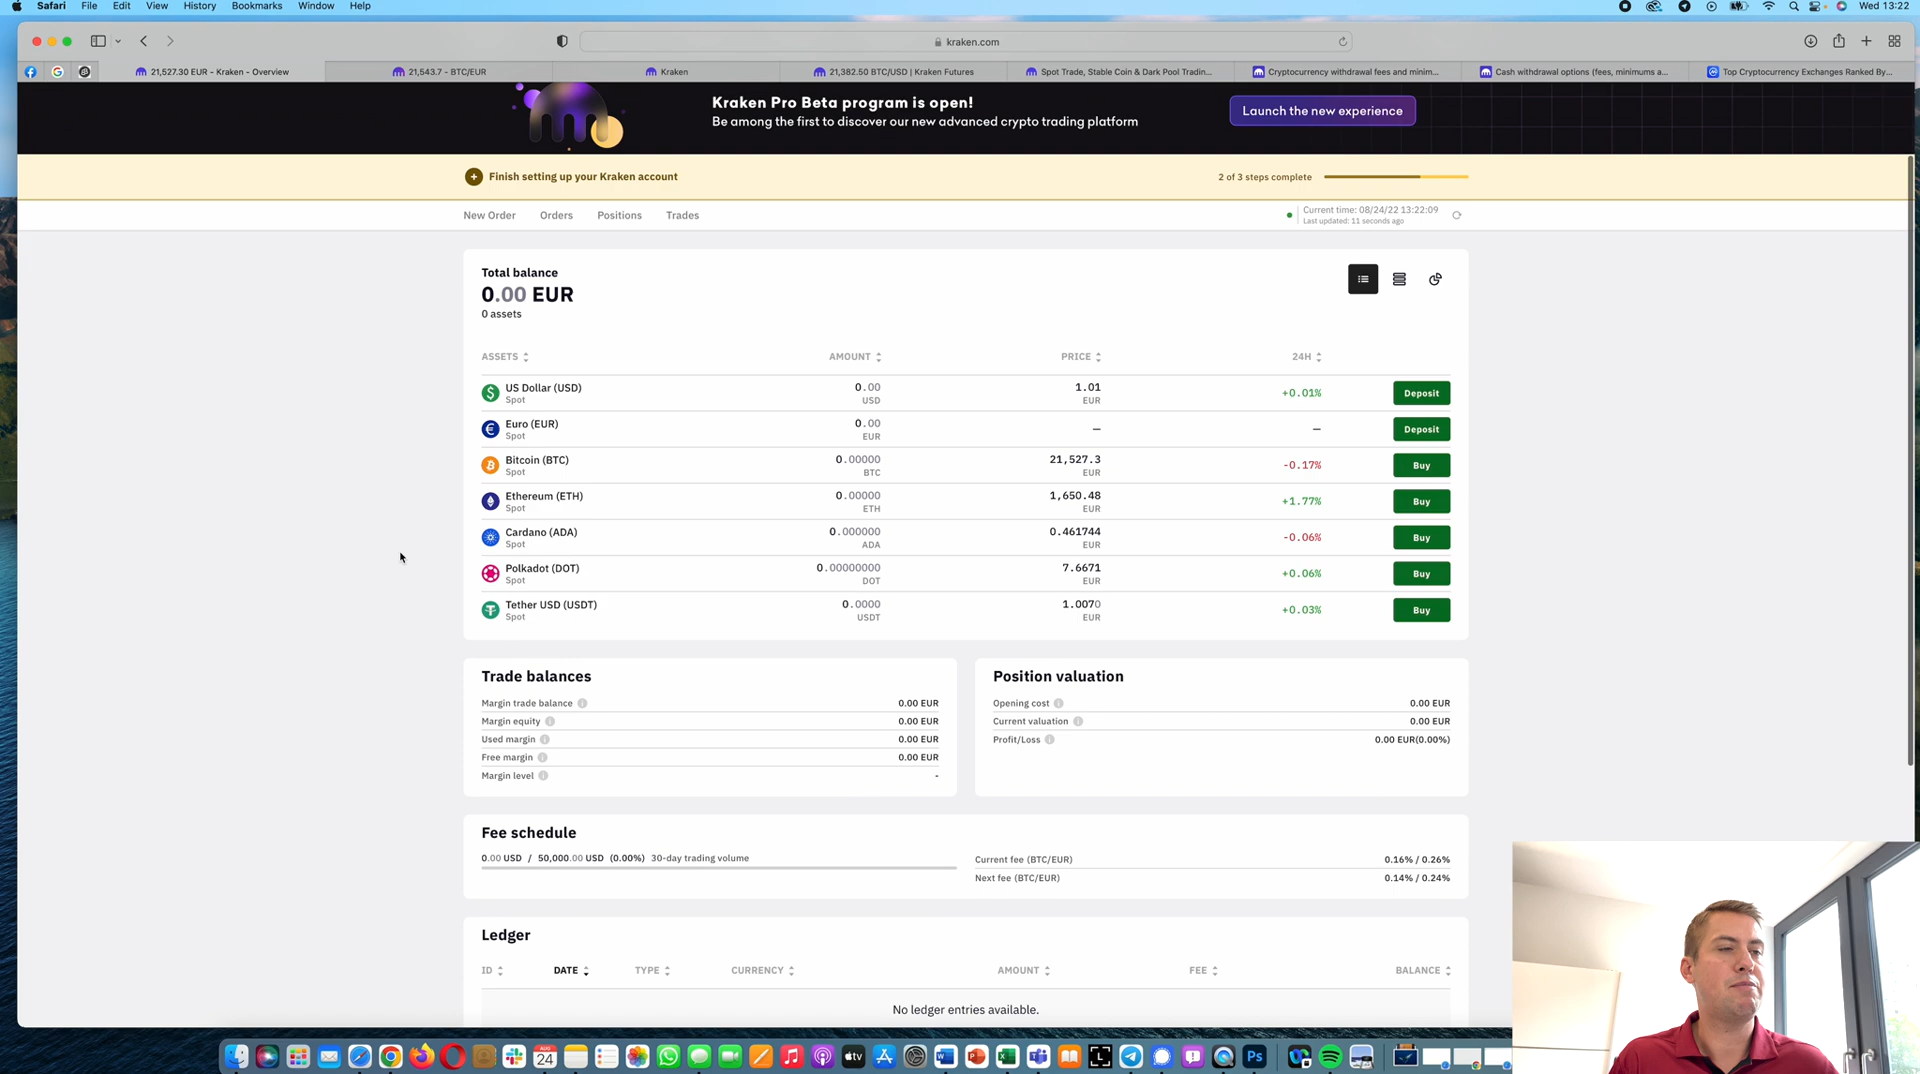 Safari File Edit View History Bookmarks Window Help
Wed 13:22
kraken.com
21,527.30 EUR - Kraken - Overview
21,543.7 - BTC/EUR
Kraken
21,382.50 BTC/USD | Kraken Futures
Spot Trade, Stable Coin & Dark Pool Tradin...
Cryptocurrency withdrawal fees and minim...
Cash withdrawal options (fees, minimums a...
Top Cryptocurrency Exchanges Ranked By...
Kraken Pro Beta program is open!
Be among the first to discover our new advanced crypto trading platform
Launch the new experience
Finish setting up your Kraken account
2 of 3 steps complete
New Order Orders Positions Trades
Current time: 08/24/22 13:22:09
Last updated: 11 seconds ago
Total balance
0.00 EUR
0 assets
ASSETS AMOUNT PRICE 24H
US Dollar (USD) 0.00 1.01 +0.01% Deposit
Spot USD EUR
Euro (EUR) 0.00 — — Deposit
Spot EUR
Bitcoin (BTC) 0.00000 21,527.3 -0.17% Buy
Spot BTC EUR
Ethereum (ETH) 0.00000 1,650.48 +1.77% Buy
Spot ETH EUR
Cardano (ADA) 0.000000 0.461744 -0.06% Buy
Spot ADA EUR
Polkadot (DOT) 0.00000000 7.6671 +0.06% Buy
Spot DOT EUR
Tether USD (USDT) 0.0000 1.0070 +0.03% Buy
Spot USDT EUR
Trade balances
Margin trade balance 0.00 EUR
Margin equity 0.00 EUR
Used margin 0.00 EUR
Free margin 0.00 EUR
Margin level -
Position valuation
Opening cost 0.00 EUR
Current valuation 0.00 EUR
Profit/Loss 0.00 EUR(0.00%)
Fee schedule
0.00 USD / 50,000.00 USD (0.00%) 30-day trading volume
Current fee (BTC/EUR) 0.16% / 0.26%
Next fee (BTC/EUR) 0.14% / 0.24%
Ledger
ID DATE TYPE CURRENCY AMOUNT FEE BALANCE
No ledger entries available.
AUG
24
tv
W
P
X
L
Ps